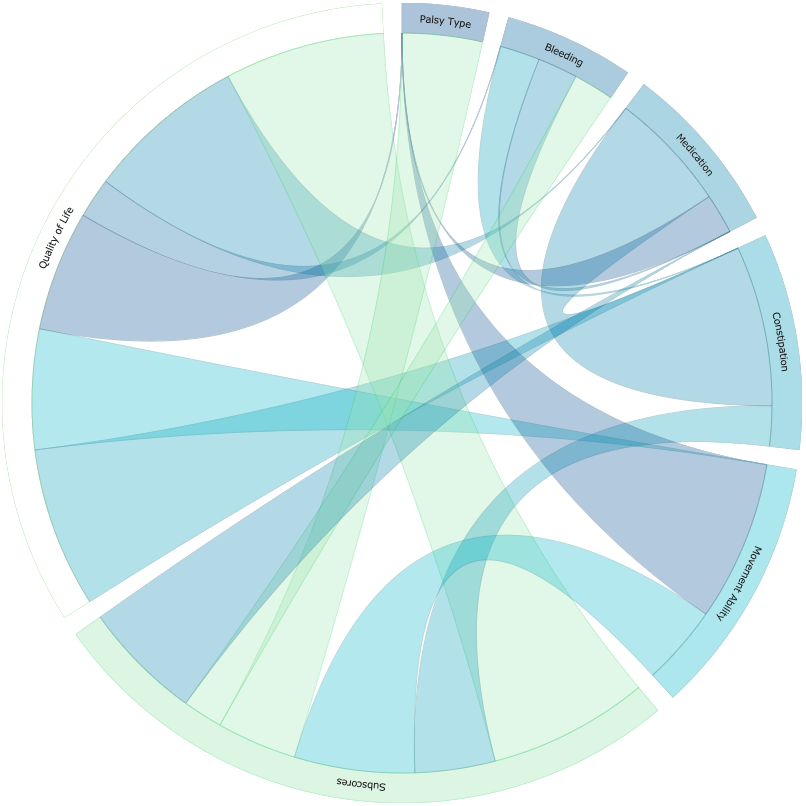 Palsy Type
Bleeding
Medication
Constipation
Movement Ability
Subscores
Quality of Life